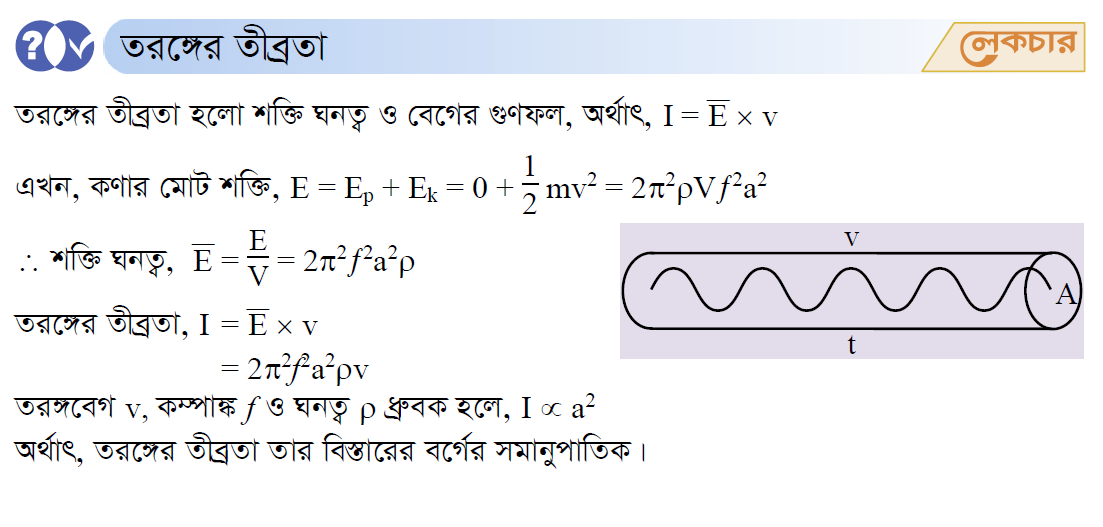 ? তরঙ্গের তীব্রতা
লেকচার
তরঙ্গের তীব্রতা হলো শক্তি ঘনত্ব ও বেগের গুণফল, অর্থাৎ, I = E̅ × v
এখন, কণার মোট শক্তি, E = Eₚ + Eₖ = 0 + 1/2 mv² = 2π²ρVf²a²
∴ শক্তি ঘনত্ব, E̅ = E/V = 2π²f²a²ρ
v
A
t
তরঙ্গের তীব্রতা, I = E̅ × v
= 2π²f²a²ρv
তরঙ্গবেগ v, কম্পাঙ্ক f ও ঘনত্ব ρ ধ্রুবক হলে, I ∝ a²
অর্থাৎ, তরঙ্গের তীব্রতা তার বিস্তারের বর্গের সমানুপাতিক।